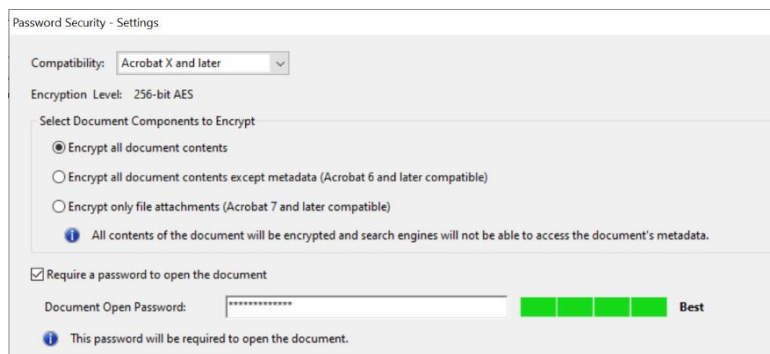 Password Security - Settings
Compatibility: Acrobat X and later
Encryption Level: 256-bit AES
Select Document Components to Encrypt
Encrypt all document contents
Encrypt all document contents except metadata (Acrobat 6 and later compatible)
Encrypt only file attachments (Acrobat 7 and later compatible)
All contents of the document will be encrypted and search engines will not be able to access the document's metadata.
Require a password to open the document
Document Open Password: ************* Best
This password will be required to open the document.